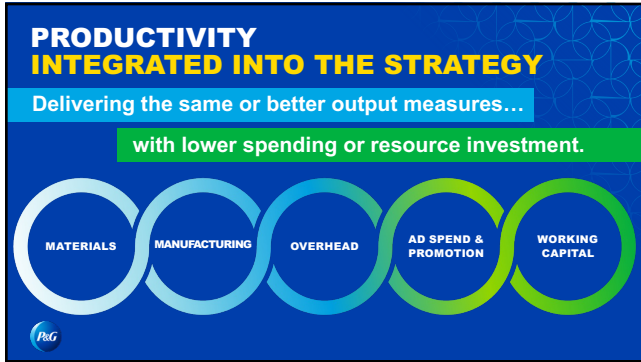 PRODUCTIVITY
INTEGRATED INTO THE STRATEGY
Delivering the same or better output measures…
with lower spending or resource investment.
MATERIALS
MANUFACTURING
OVERHEAD
AD SPEND &
PROMOTION
WORKING
CAPITAL
P&G